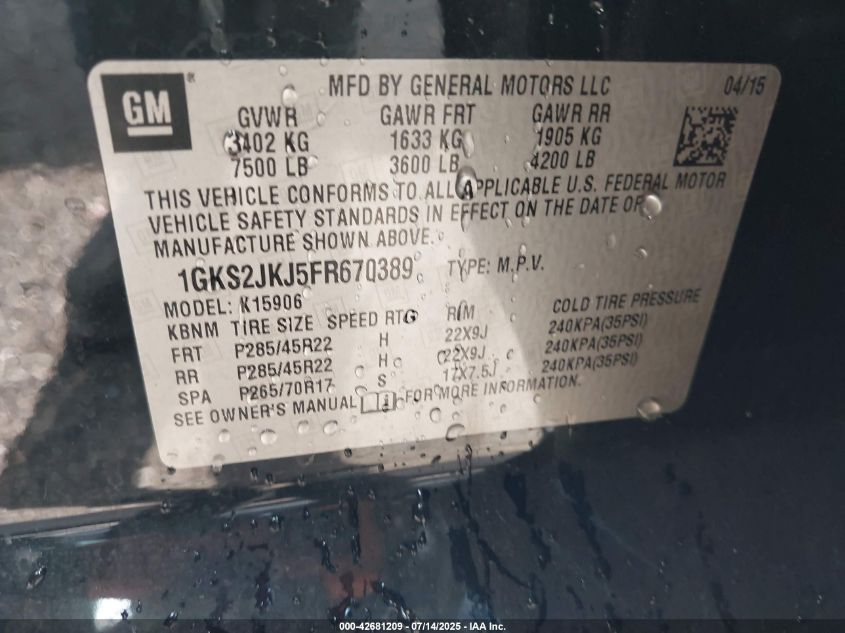 GM ® MFD BY GENERAL MOTORS LLC 04/15
GVWR GAWR FRT GAWR RR
3402 KG 1633 KG 1905 KG
7500 LB 3600 LB 4200 LB
THIS VEHICLE CONFORMS TO ALL APPLICABLE U.S. FEDERAL MOTOR
VEHICLE SAFETY STANDARDS IN EFFECT ON THE DATE OF
MANUFACTURE SHOWN ABOVE.
1GKS2JKJ5FR670389 TYPE: M.P.V.
MODEL: K15906
KBNM TIRE SIZE SPEED RTG RIM COLD TIRE PRESSURE
FRT P285/45R22 H 22X9J 240KPA(35PSI)
RR P285/45R22 H 22X9J 240KPA(35PSI)
SPA P265/70R17 S 17X7.5J 240KPA(35PSI)
SEE OWNER'S MANUAL FOR MORE INFORMATION.
000-42681209 - 07/14/2025 - IAA Inc.